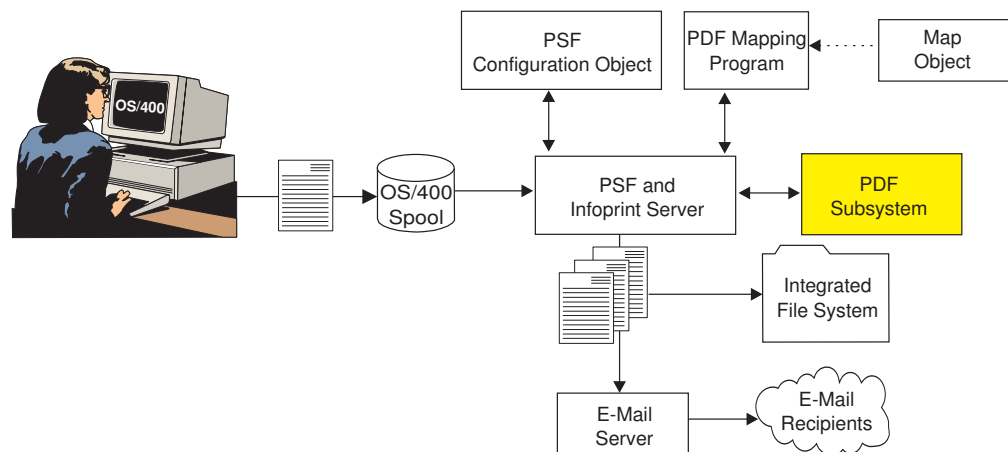 PSF
Configuration Object
PDF Mapping
Program
Map
Object
OS/400
OS/400
Spool
PSF and
Infoprint Server
PDF
Subsystem
Integrated
File System
E-Mail
Server
E-Mail
Recipients